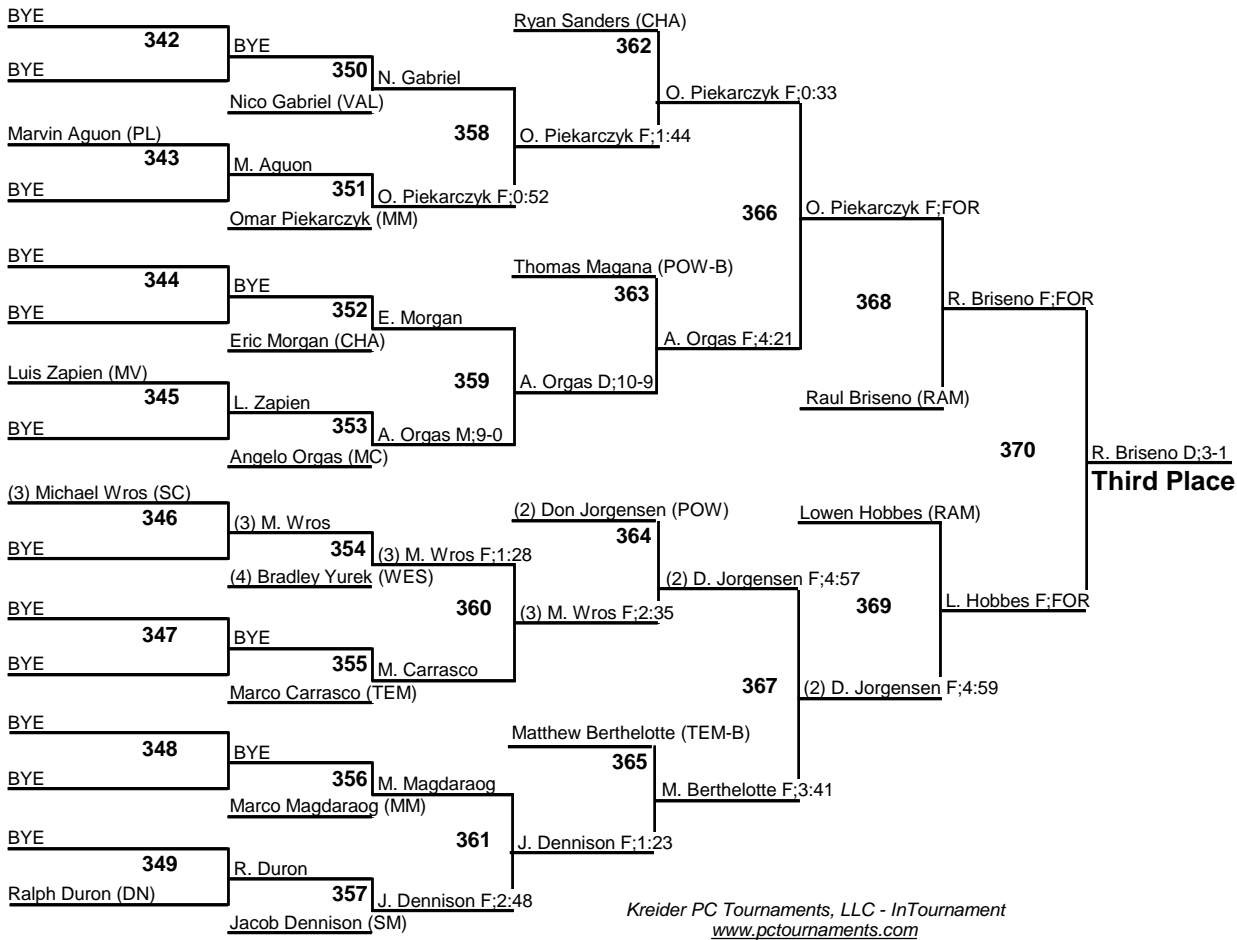 BYE
342
BYE
BYE
350
N. Gabriel
Nico Gabriel (VAL)
Marvin Aguon (PL)
343
BYE
M. Aguon
351
O. Piekarczyk F;0:52
Omar Piekarczyk (MM)
358
O. Piekarczyk F;1:44
Ryan Sanders (CHA)
362
O. Piekarczyk F;0:33
BYE
344
BYE
BYE
352
E. Morgan
Eric Morgan (CHA)
Luis Zapien (MV)
345
BYE
L. Zapien
353
A. Orgas M;9-0
Angelo Orgas (MC)
359
A. Orgas D;10-9
Thomas Magana (POW-B)
363
A. Orgas F;4:21
366
O. Piekarczyk F;FOR
368
Raul Briseno (RAM)
R. Briseno F;FOR
(3) Michael Wros (SC)
346
BYE
(3) M. Wros
354
(3) M. Wros F;1:28
(4) Bradley Yurek (WES)
BYE
347
BYE
BYE
355
M. Carrasco
Marco Carrasco (TEM)
360
(3) M. Wros F;2:35
(2) Don Jorgensen (POW)
364
(2) D. Jorgensen F;4:57
BYE
348
BYE
BYE
356
M. Magdaraog
Marco Magdaraog (MM)
BYE
349
Ralph Duron (DN)
R. Duron
357
J. Dennison F;2:48
Jacob Dennison (SM)
361
J. Dennison F;1:23
Matthew Berthelotte (TEM-B)
365
M. Berthelotte F;3:41
367
(2) D. Jorgensen F;4:59
Lowen Hobbes (RAM)
369
L. Hobbes F;FOR
370
R. Briseno D;3-1
Third Place
Kreider PC Tournaments, LLC - InTournament
www.pctournaments.com